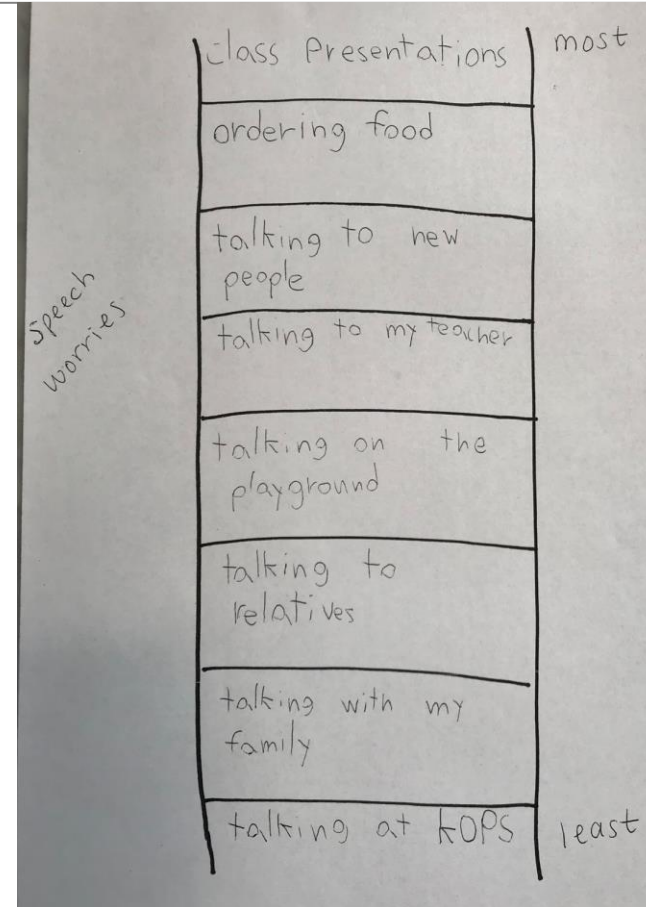 class Presentations
most
ordering food
talking to new
people
speech
worries
talking to my teacher
talking on the
playground
talking to
relatives
talking with my
family
talking at KOPS
least